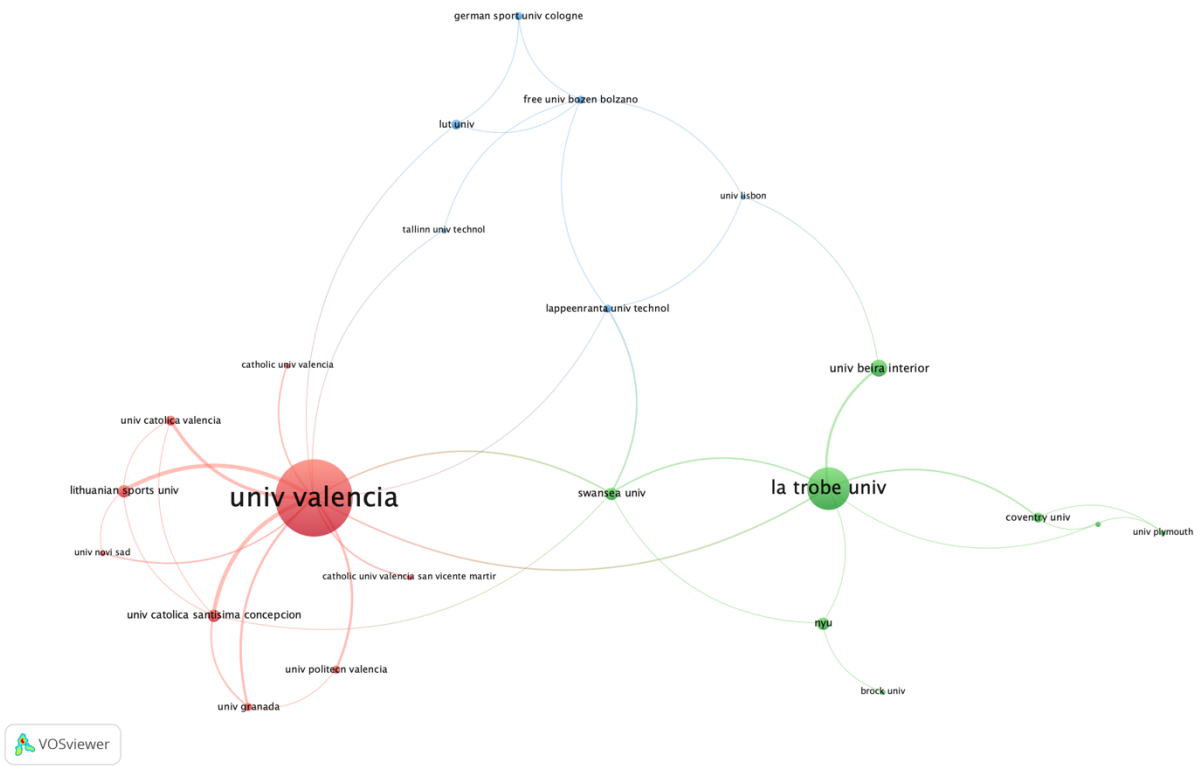 german sport univ cologne
free univ bozen bolzano
lut univ
univ lisbon
tallinn univ technol
lappeenranta univ technol
catholic univ valencia
univ beira interior
univ catolica valencia
lithuanian sports univ
univ valencia
swansea univ
la trobe univ
coventry univ
univ plymouth
univ novi sad
catholic univ valencia san vicente martir
univ catolica santisima concepcion
nyu
univ politecn valencia
brock univ
univ granada
VOSviewer